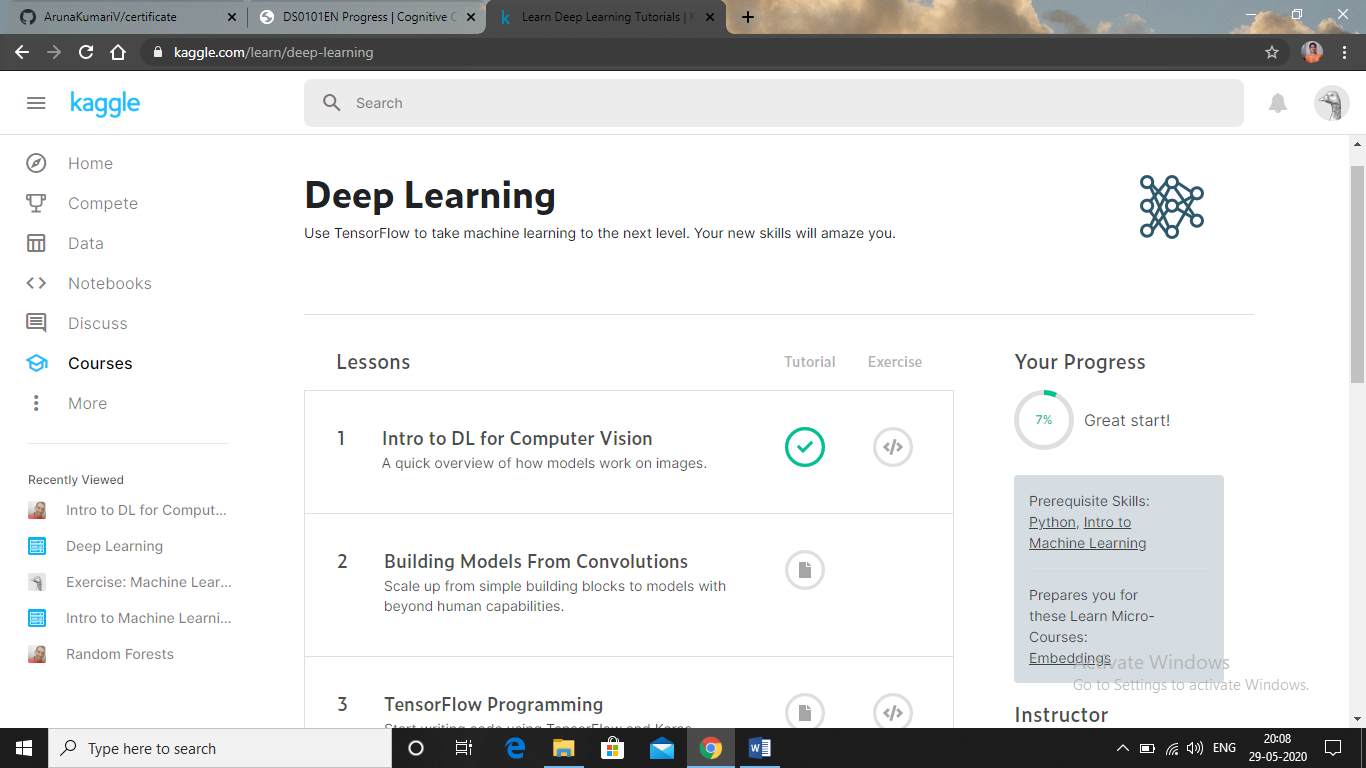 ArunaKumariV/certificate
DS0101EN Progress | Cognitive C
Learn Deep Learning Tutorials | K
kaggle.com/learn/deep-learning
kaggle
Search
Home
Compete
Data
Notebooks
Discuss
Courses
More
Recently Viewed
Intro to DL for Comput...
Deep Learning
Exercise: Machine Lear...
Intro to Machine Learni...
Random Forests
Deep Learning
Use TensorFlow to take machine learning to the next level. Your new skills will amaze you.
Lessons Tutorial Exercise
1 Intro to DL for Computer Vision
A quick overview of how models work on images.
2 Building Models From Convolutions
Scale up from simple building blocks to models with
beyond human capabilities.
3 TensorFlow Programming
Start writing code using TensorFlow and Keras
Your Progress
7% Great start!
Prerequisite Skills:
Python, Intro to
Machine Learning
Prepares you for
these Learn Micro-
Courses:
Embeddings
Activate Windows
Go to Settings to activate Windows.
Instructor
Type here to search
ENG
20:08
29-05-2020